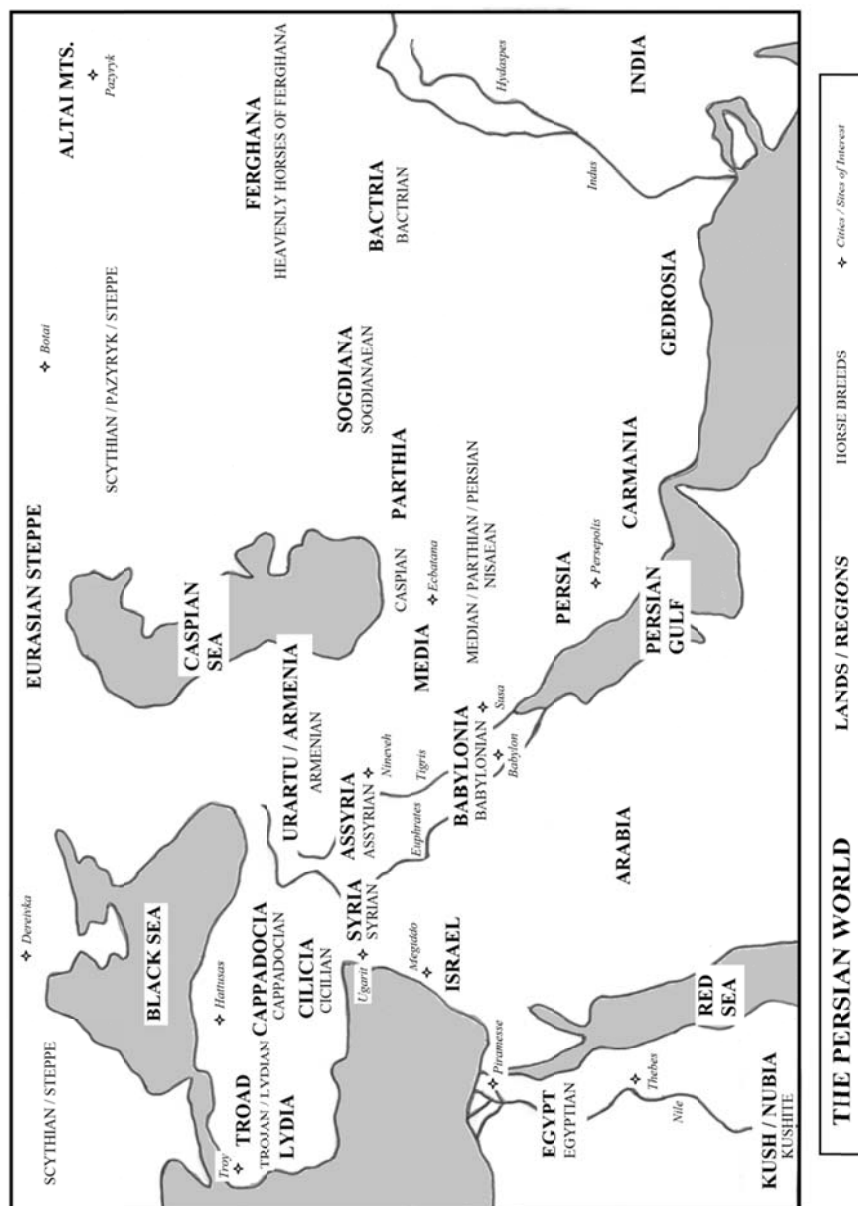 EURASIAN STEPPE
ALTAI MTS.
Pazyryk
Botai
Dereivka
SCYTHIAN / STEPPE
SCYTHIAN / PAZYRYK / STEPPE
BLACK SEA
CASPIAN
SEA
FERGHANA
HEAVENLY HORSES OF FERGHANA
Hattusas
Troy
TROAD
TROJAN / LYDIAN
LYDIA
CAPPADOCIA
CAPPADOCIAN
CILICIA
CICILIAN
URARTU / ARMENIA
ARMENIAN
SOGDIANA
SOGDIANAEAN
BACTRIA
BACTRIAN
ASSYRIA
ASSYRIAN
Nineveh
SYRIA
SYRIAN
Ugarit
PARTHIA
CASPIAN
Ecbatana
MEDIA
Tigris
Euphrates
Megiddo
ISRAEL
MEDIAN / PARTHIAN / PERSIAN
NISAEAN
BABYLONIA
BABYLONIAN
Susa
Babylon
Hydaspes
Indus
INDIA
Piramesse
EGYPT
EGYPTIAN
PERSIA
Persepolis
CARMANIA
GEDROSIA
PERSIAN
GULF
ARABIA
Thebes
Nile
RED
SEA
KUSH / NUBIA
KUSHITE
THE PERSIAN WORLD
LANDS / REGIONS
HORSE BREEDS
Cities / Sites of Interest